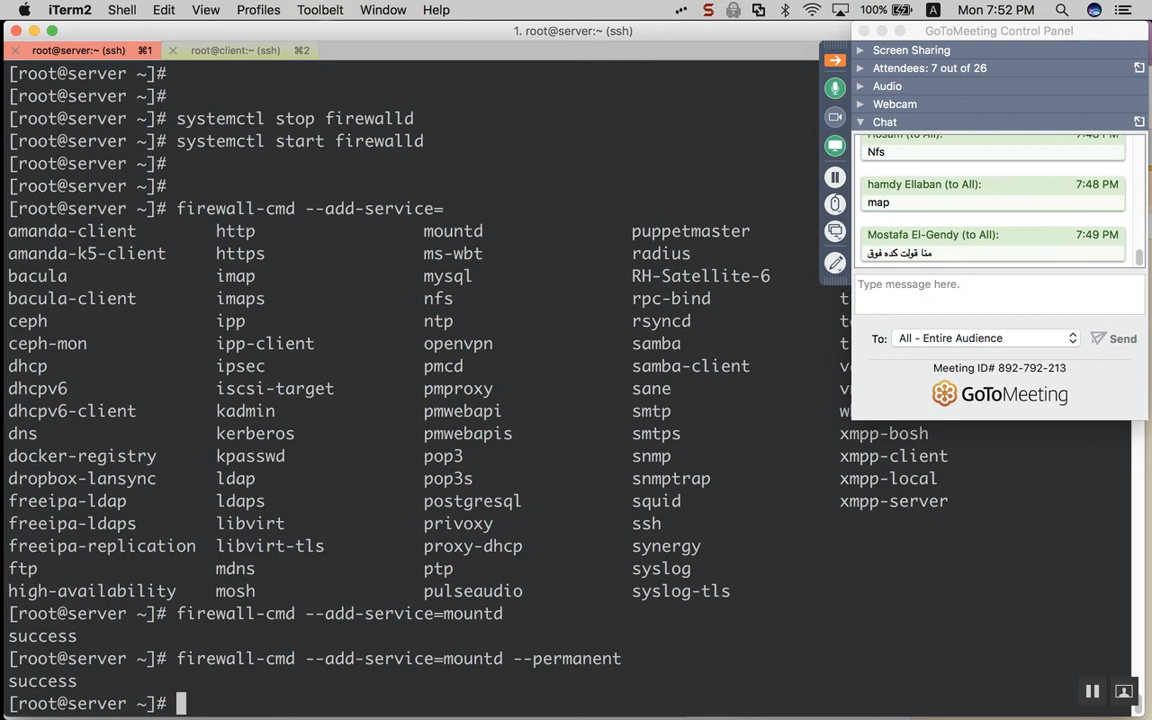 iTerm2 Shell Edit View Profiles Toolbelt Window Help 100% A Mon 7:52 PM
1. root@server:~ (ssh)
root@server:~ (ssh) ⌘1 root@client:~ (ssh) ⌘2
[root@server ~]#
[root@server ~]#
[root@server ~]# systemctl stop firewalld
[root@server ~]# systemctl start firewalld
[root@server ~]#
[root@server ~]#
[root@server ~]# firewall-cmd --add-service=
amanda-client http mountd puppetmaster
amanda-k5-client https ms-wbt radius
bacula imap mysql RH-Satellite-6
bacula-client imaps nfs rpc-bind
ceph ipp ntp rsyncd
ceph-mon ipp-client openvpn samba
dhcp ipsec pmcd samba-client
dhcpv6 iscsi-target pmproxy sane
dhcpv6-client kadmin pmwebapi smtp
dns kerberos pmwebapis smtps xmpp-bosh
docker-registry kpasswd pop3 snmp xmpp-client
dropbox-lansync ldap pop3s snmptrap xmpp-local
freeipa-ldap ldaps postgresql squid xmpp-server
freeipa-ldaps libvirt privoxy ssh
freeipa-replication libvirt-tls proxy-dhcp synergy
ftp mdns ptp syslog
high-availability mosh pulseaudio syslog-tls
[root@server ~]# firewall-cmd --add-service=mountd
success
[root@server ~]# firewall-cmd --add-service=mountd --permanent
success
[root@server ~]#
GoToMeeting Control Panel
Screen Sharing
Attendees: 7 out of 26
Audio
Webcam
Chat
Nfs
hamdy Ellaban (to All): 7:48 PM
map
Mostafa El-Gendy (to All): 7:49 PM
منا قولت كده فوق
Type message here.
To: All - Entire Audience Send
Meeting ID# 892-792-213
GoToMeeting